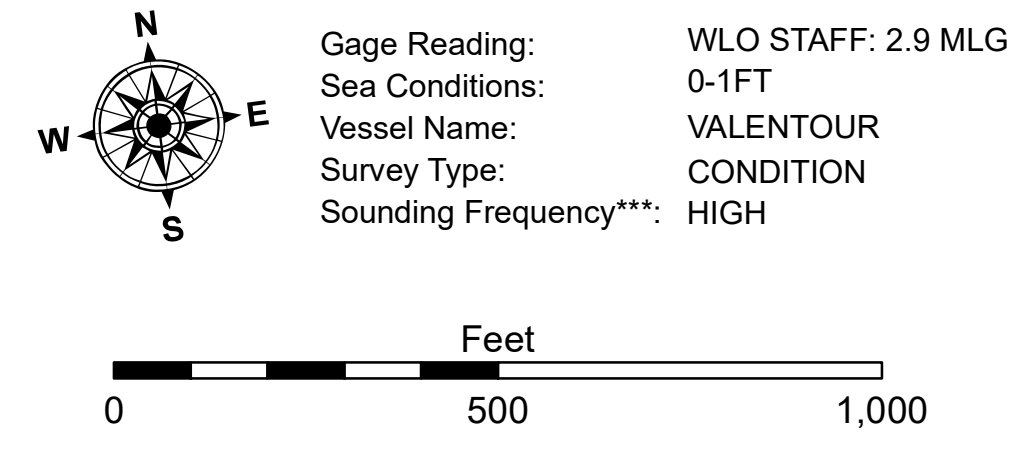 N
W
E
S
Gage Reading: WLO STAFF: 2.9 MLG
Sea Conditions: 0-1FT
Vessel Name: VALENTOUR
Survey Type: CONDITION
Sounding Frequency***: HIGH
Feet
0 500 1,000